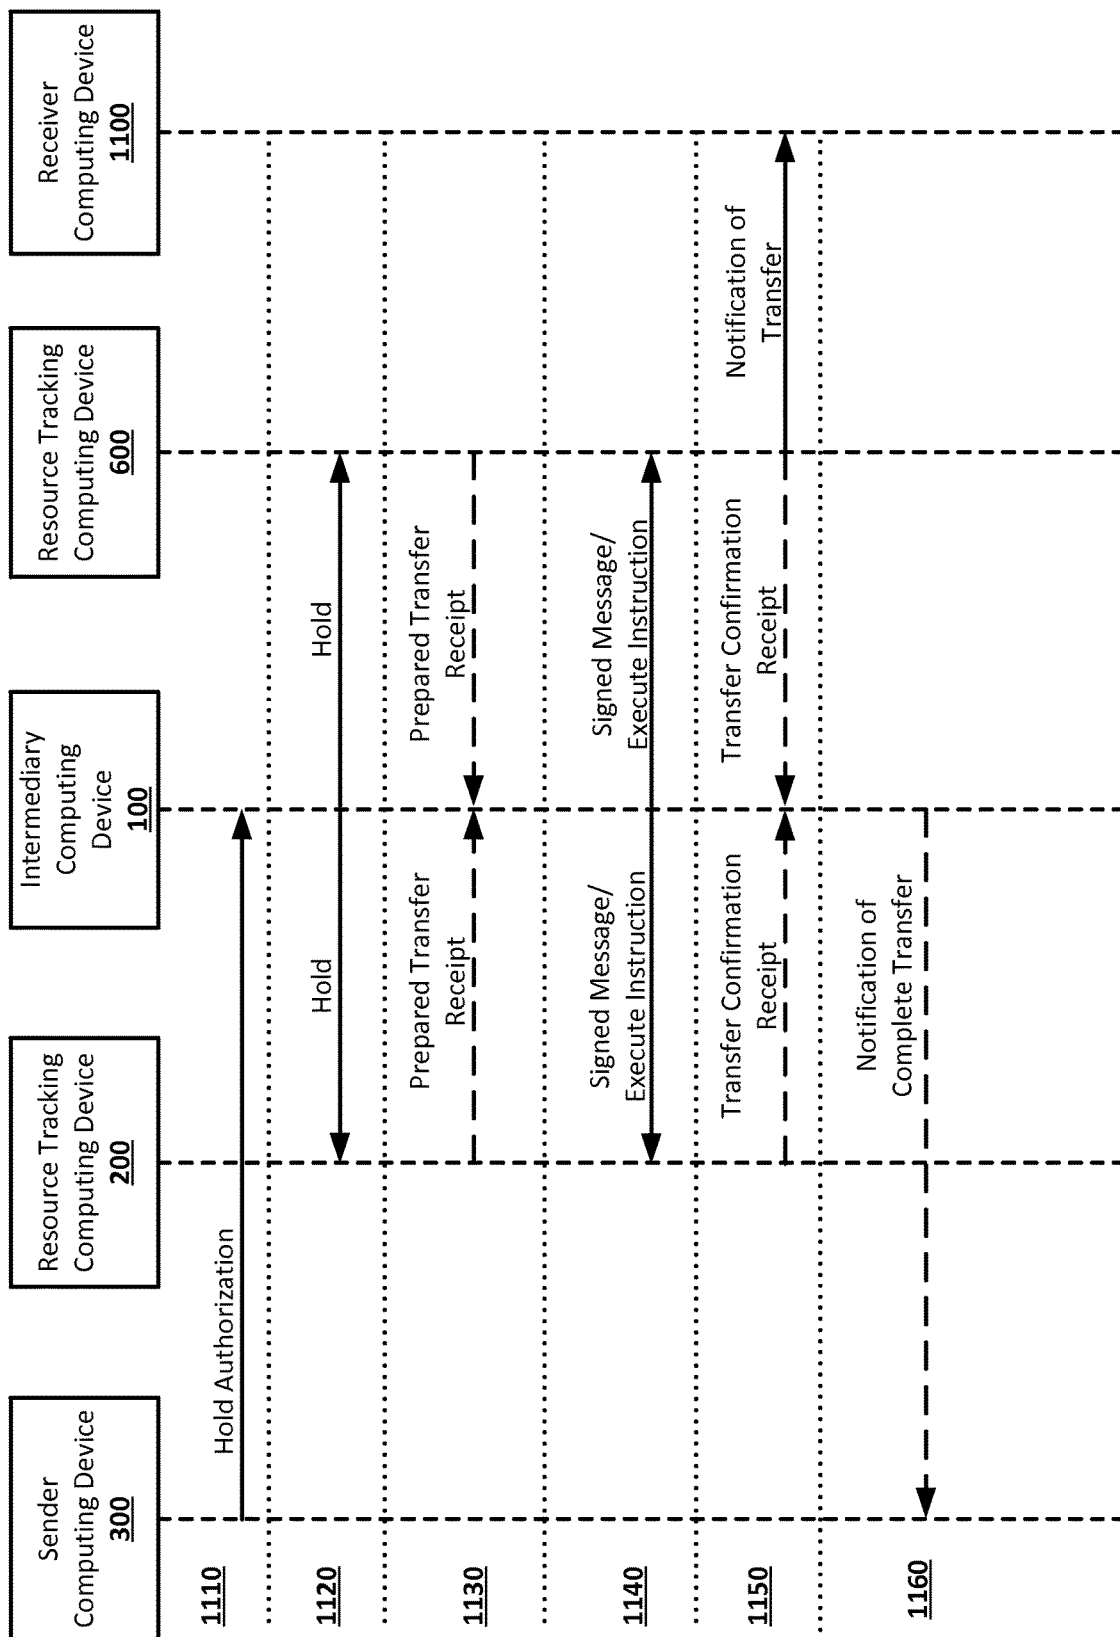 Sender
Computing Device
300
Resource Tracking
Computing Device
200
Intermediary
Computing
Device
100
Resource Tracking
Computing Device
600
Receiver
Computing Device
1100
1110
Hold Authorization
1120
Hold
Hold
1130
Prepared Transfer
Receipt
Prepared Transfer
Receipt
1140
Signed Message/
Execute Instruction
Signed Message/
Execute Instruction
1150
Transfer Confirmation
Receipt
Transfer Confirmation
Receipt
Notification of
Transfer
1160
Notification of
Complete Transfer